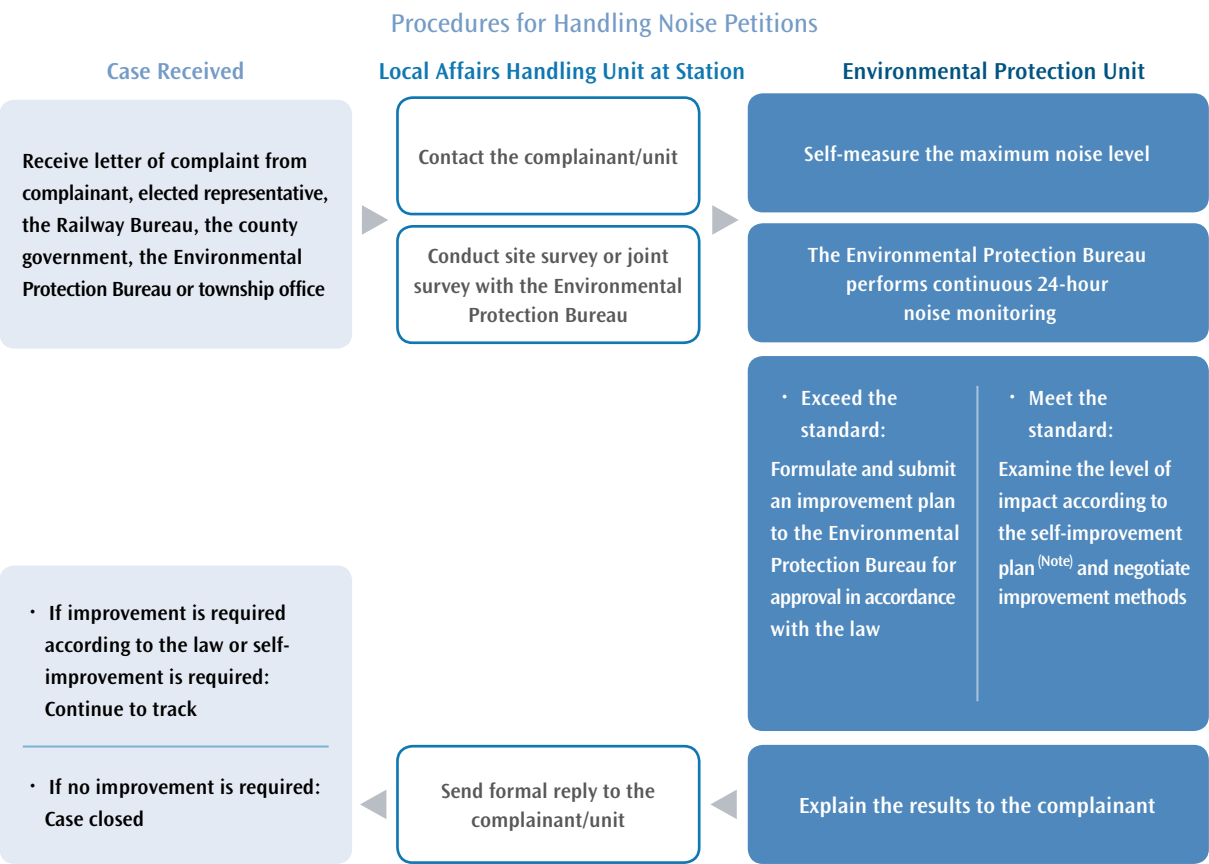 Procedures for Handling Noise Petitions
Case Received
Local Affairs Handling Unit at Station
Environmental Protection Unit
Receive letter of complaint from
complainant, elected representative,
the Railway Bureau, the county
government, the Environmental
Protection Bureau or township office
Contact the complainant/unit
Conduct site survey or joint
survey with the Environmental
Protection Bureau
Self-measure the maximum noise level
The Environmental Protection Bureau
performs continuous 24-hour
noise monitoring
· Exceed the
standard:
Formulate and submit
an improvement plan
to the Environmental
Protection Bureau for
approval in accordance
with the law
· Meet the
standard:
Examine the level of
impact according to
the self-improvement
plan (Note) and negotiate
improvement methods
Explain the results to the complainant
Send formal reply to the
complainant/unit
· If improvement is required
according to the law or self-
improvement is required:
Continue to track
· If no improvement is required:
Case closed